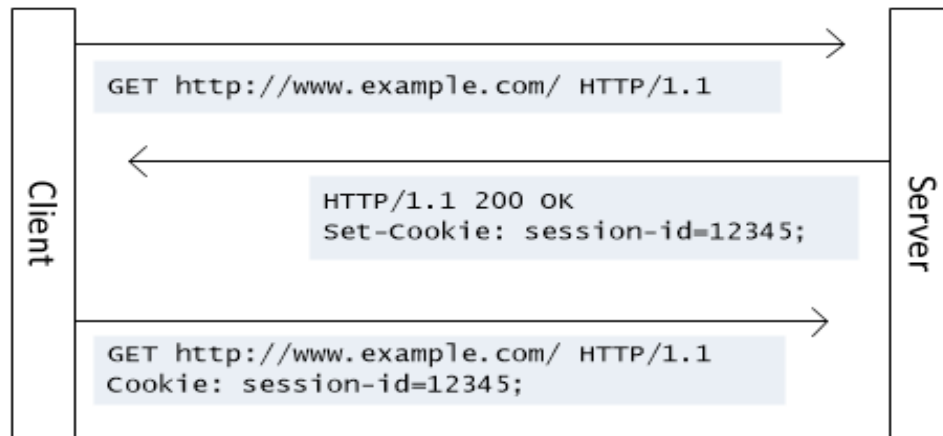 GET http://www.example.com/ HTTP/1.1
HTTP/1.1 200 OK
Set-Cookie: session-id=12345;
Client
Server
GET http://www.example.com/ HTTP/1.1
Cookie: session-id=12345;